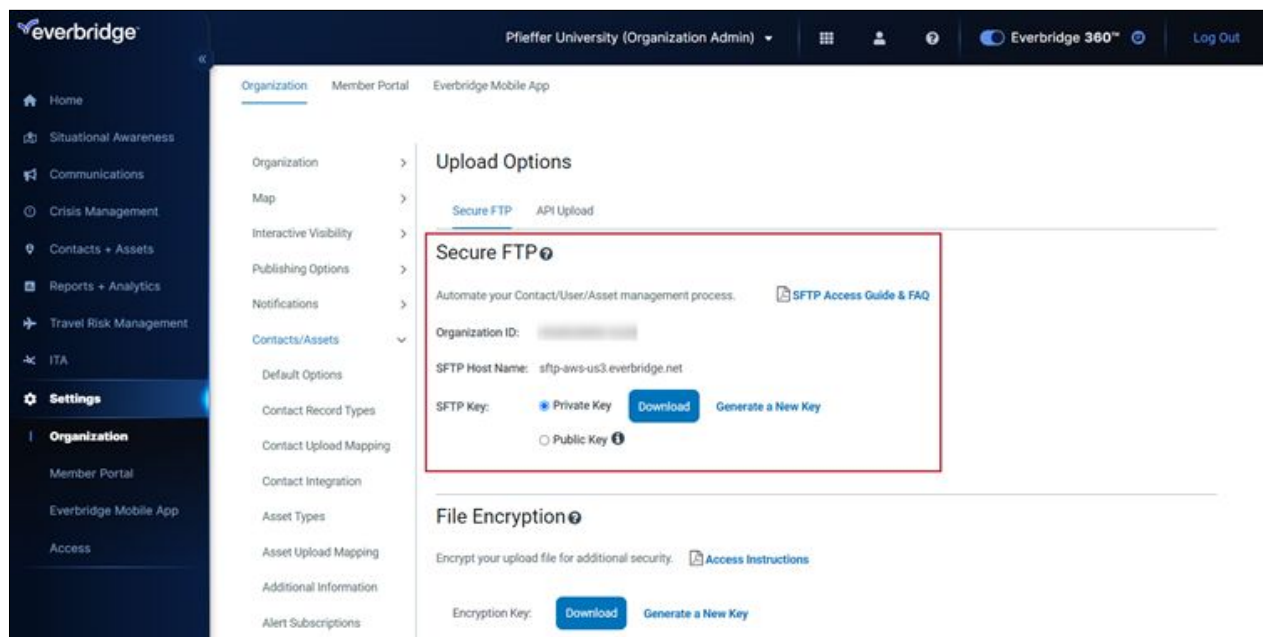 everbridge
Pfieffer University (Organization Admin)
Everbridge 360™
Log Out
Home
Situational Awareness
Communications
Crisis Management
Contacts + Assets
Reports + Analytics
Travel Risk Management
ITA
Settings
Organization
Member Portal
Everbridge Mobile App
Access
Organization Member Portal Everbridge Mobile App
Organization
Map
Interactive Visibility
Publishing Options
Notifications
Contacts/Assets
Default Options
Contact Record Types
Contact Upload Mapping
Contact Integration
Asset Types
Asset Upload Mapping
Additional Information
Alert Subscriptions
Upload Options
Secure FTP API Upload
Secure FTP
Automate your Contact/User/Asset management process. SFTP Access Guide & FAQ
Organization ID:
SFTP Host Name: sftp-aws-us3.everbridge.net
SFTP Key: Private Key Download Generate a New Key
Public Key
File Encryption
Encrypt your upload file for additional security. Access Instructions
Encryption Key: Download Generate a New Key